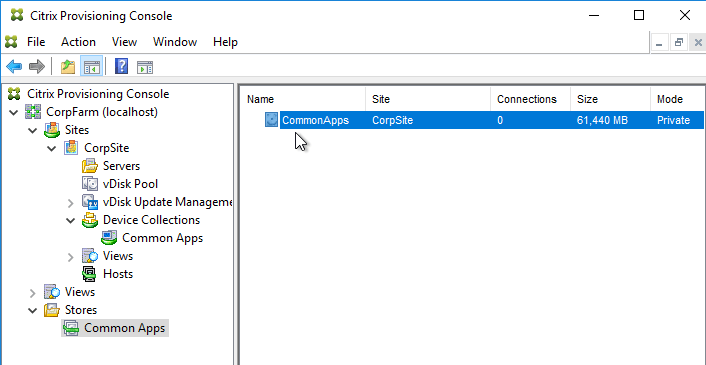 Citrix Provisioning Console
File Action View Window Help
Citrix Provisioning Console
CorpFarm (localhost)
Sites
CorpSite
Servers
vDisk Pool
vDisk Update Manageme
Device Collections
Common Apps
Views
Hosts
Views
Stores
Common Apps
Name Site Connections Size Mode
CommonApps CorpSite 0 61,440 MB Private